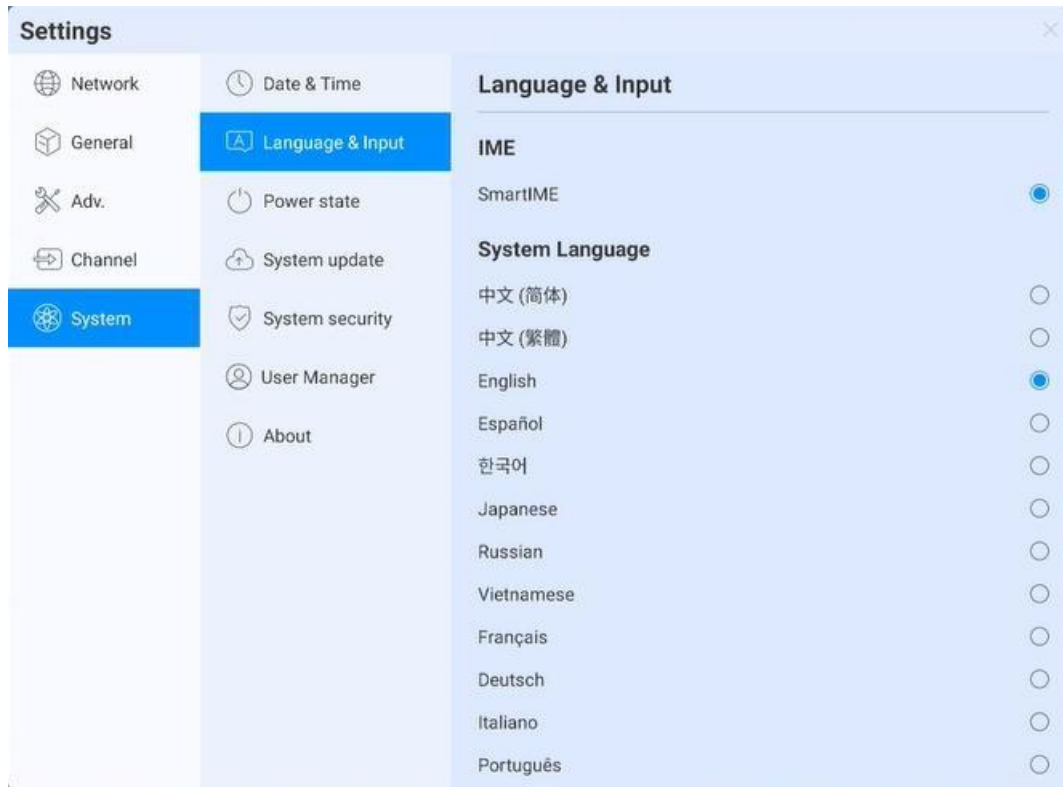 Settings
Network
General
Adv.
Channel
System
Date & Time
Language & Input
Power state
System update
System security
User Manager
About
Language & Input
IME
SmartIME
System Language
中文 (简体)
中文 (繁體)
English
Español
한국어
Japanese
Russian
Vietnamese
Français
Deutsch
Italiano
Português